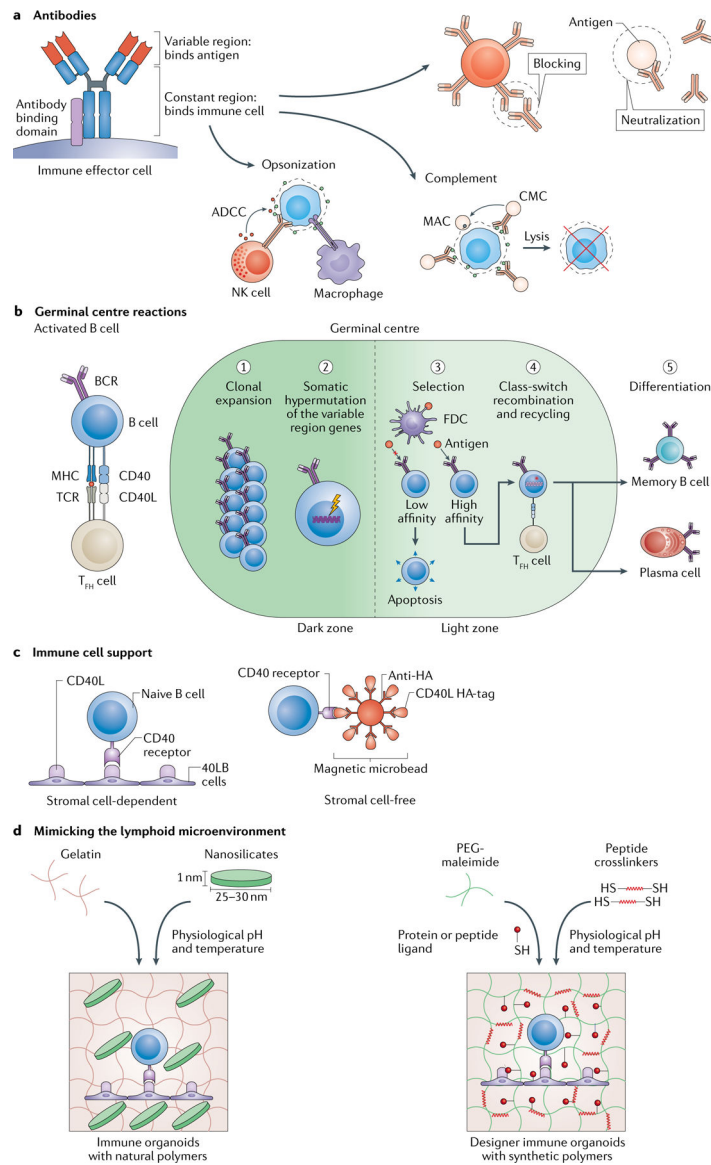 a Antibodies
Variable region:
binds antigen
Antibody
binding
domain
Constant region:
binds immune cell
Immune effector cell
Blocking
Antigen
Neutralization
Opsonization
ADCC
NK cell
Macrophage
Complement
CMC
MAC
Lysis
b Germinal centre reactions
Activated B cell
Germinal centre
BCR
B cell
MHC
CD40
TCR
CD40L
TFH cell
1
Clonal
expansion
2
Somatic
hypermutation
of the variable
region genes
3
Selection
FDC
Antigen
Low
affinity
High
affinity
Apoptosis
4
Class-switch
recombination
and recycling
TFH cell
5
Differentiation
Memory B cell
Plasma cell
Dark zone
Light zone
c Immune cell support
CD40L
Naive B cell
CD40
receptor
40LB
cells
Stromal cell-dependent
CD40 receptor
Anti-HA
CD40L HA-tag
Magnetic microbead
Stromal cell-free
d Mimicking the lymphoid microenvironment
Gelatin
Nanosilicates
1 nm
25–30 nm
Physiological pH
and temperature
Immune organoids
with natural polymers
PEG-
maleimide
Peptide
crosslinkers
HS SH
HS SH
Protein or peptide
ligand
SH
Physiological pH
and temperature
Designer immune organoids
with synthetic polymers